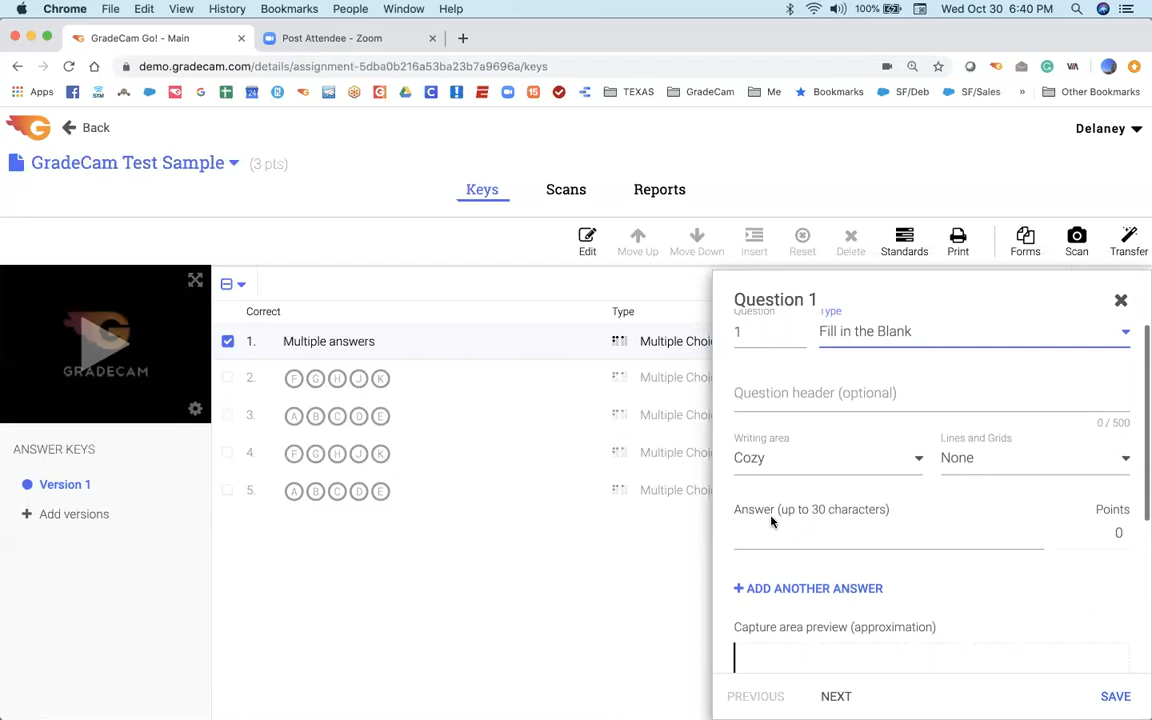 Chrome File Edit View History Bookmarks People Window Help 100% Wed Oct 30 6:40 PM
GradeCam Go! - Main Post Attendee - Zoom
demo.gradecam.com/details/assignment-5dba0b216a53ba23b7a9696a/keys
Apps TEXAS GradeCam Me Bookmarks SF/Deb SF/Sales » Other Bookmarks
Back
Delaney
GradeCam Test Sample (3 pts)
Keys Scans Reports
Edit Move Up Move Down Insert Reset Delete Standards Print Forms Scan Transfer
GRADECAM
ANSWER KEYS
Version 1
+ Add versions
Correct Type
1. Multiple answers Multiple Choi
2. F G H J K Multiple Choi
3. A B C D E Multiple Choi
4. F G H J K Multiple Choi
5. A B C D E Multiple Choi
Question 1
Question Type
1 Fill in the Blank
Question header (optional)
0 / 500
Writing area Lines and Grids
Cozy None
Answer (up to 30 characters) Points
0
+ ADD ANOTHER ANSWER
Capture area preview (approximation)
PREVIOUS NEXT SAVE